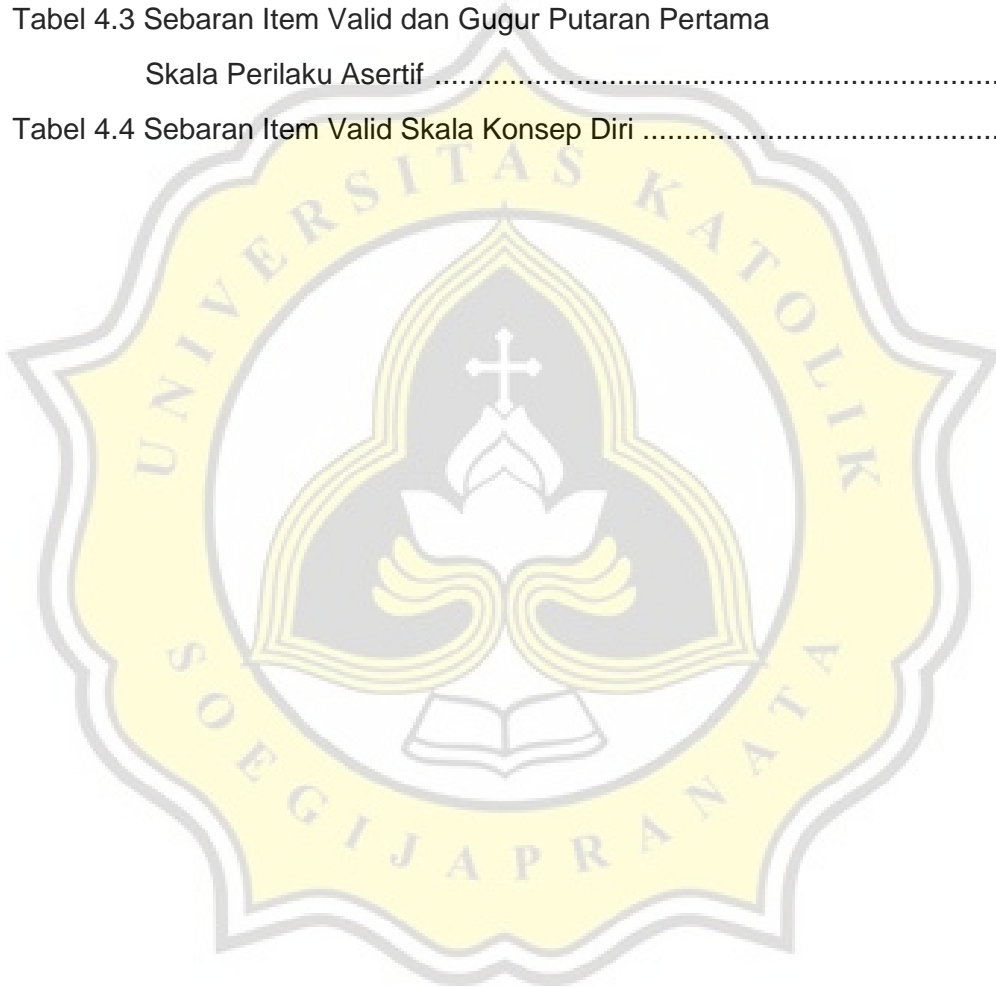 Tabel 4.3 Sebaran Item Valid dan Gugur Putaran Pertama
Skala Perilaku Asertif ....................................................................
Tabel 4.4 Sebaran Item Valid Skala Konsep Diri ...........................................
UNIVERSITAS KATOLIK
SOEGIJAPRANATA